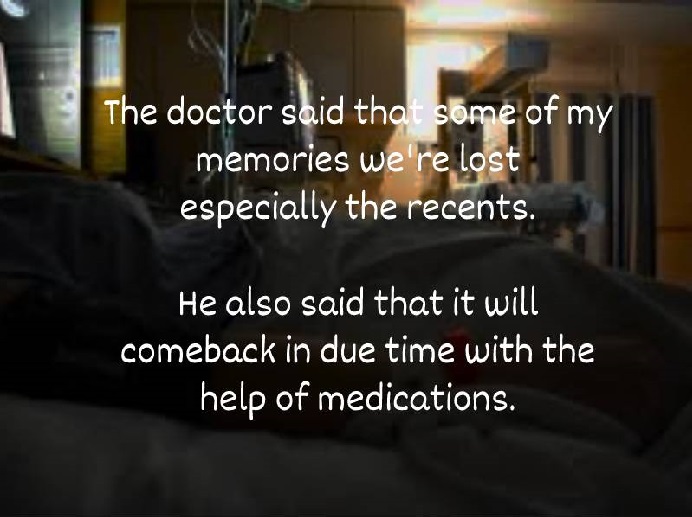 The doctor said that some of my
memories we're lost
especially the recents.
He also said that it will
comeback in due time with the
help of medications.